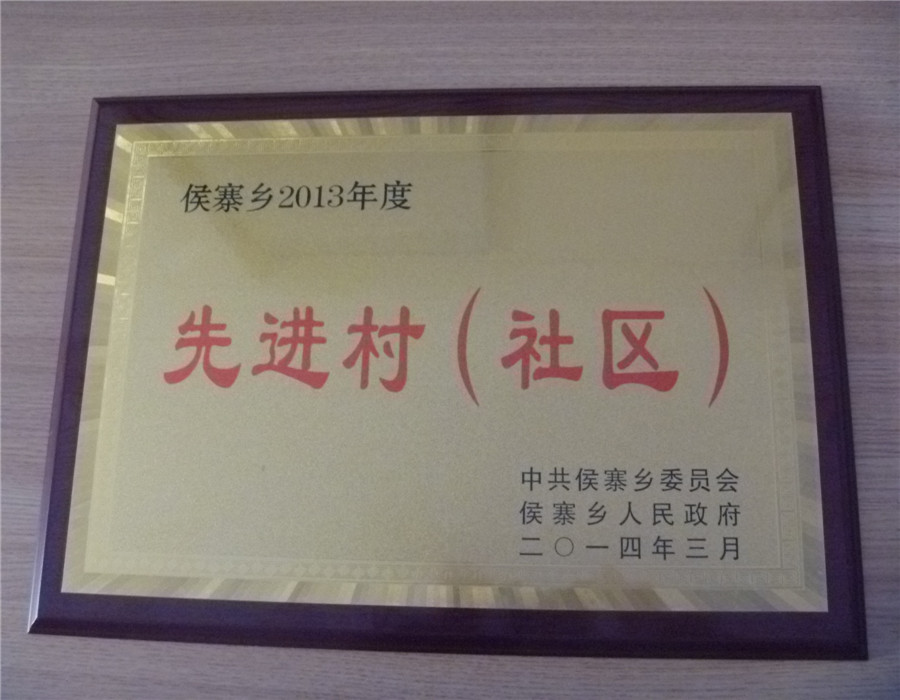 侯寨乡2013年度
先进村（社区）
中共侯寨乡委员会
侯寨乡人民政府
二〇一四年三月